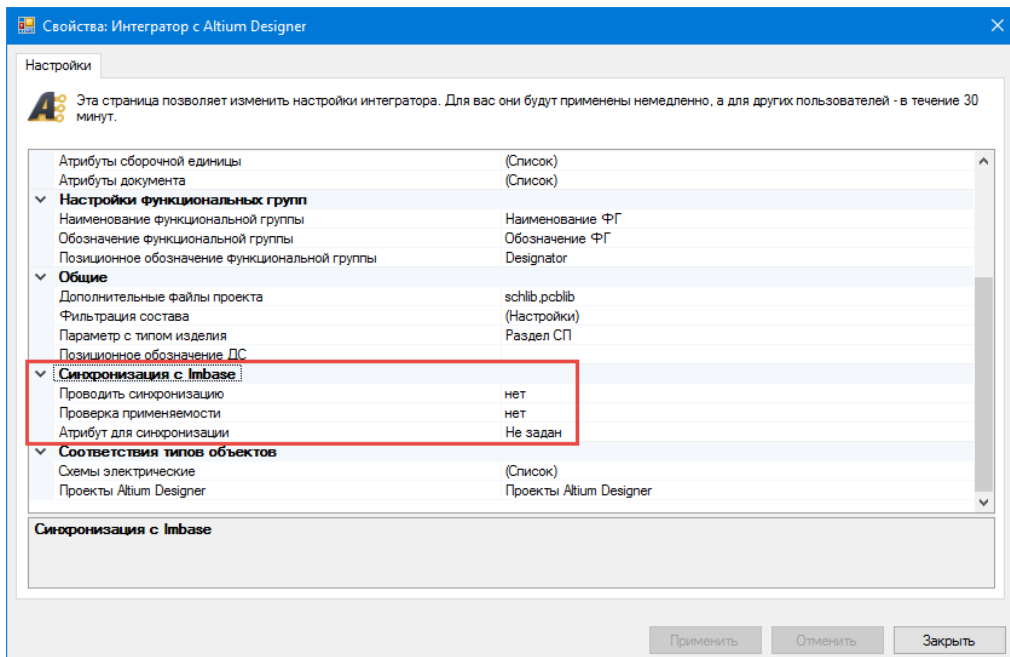 Свойства: Интегратор с Altium Designer
Настройки
Эта страница позволяет изменить настройки интегратора. Для вас они будут применены немедленно, а для других пользователей - в течение 30
минут.
Атрибуты сборочной единицы (Список)
Атрибуты документа (Список)
Настройки функциональных групп
Наименование функциональной группы Наименование ФГ
Обозначение функциональной группы Обозначение ФГ
Позиционное обозначение функциональной группы Designator
Общие
Дополнительные файлы проекта schlib,pcblib
Фильтрация состава (Настройки)
Параметр с типом изделия Раздел СП
Позиционное обозначение ДС
Синхронизация с Imbase
Проводить синхронизацию нет
Проверка применяемости нет
Атрибут для синхронизации Не задан
Соответствия типов объектов
Схемы электрические (Список)
Проекты Altium Designer Проекты Altium Designer
Синхронизация с Imbase
Применить Отменить Закрыть